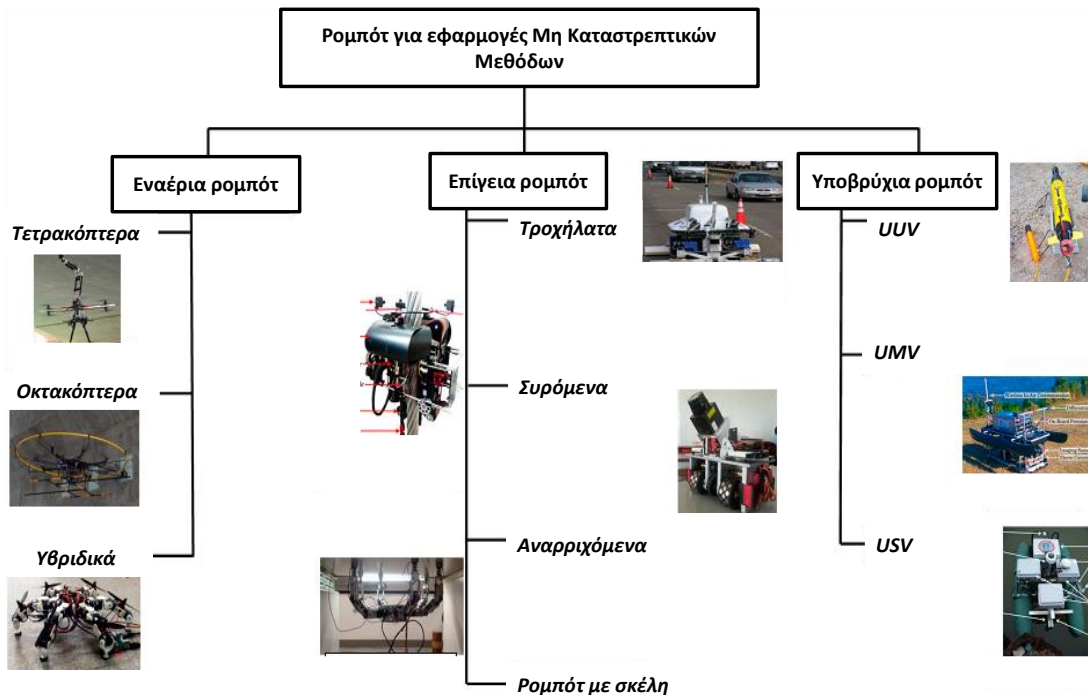 Ρομπότ για εφαρμογές Μη Καταστρεπτικών
Μεθόδων
Εναέρια ρομπότ
Επίγεια ρομπότ
Υποβρύχια ρομπότ
Τετρακόπτερα
Τροχήλατα
UUV
Οκτακόπτερα
Συρόμενα
UMV
Υβριδικά
Αναρριχόμενα
USV
Ρομπότ με σκέλη